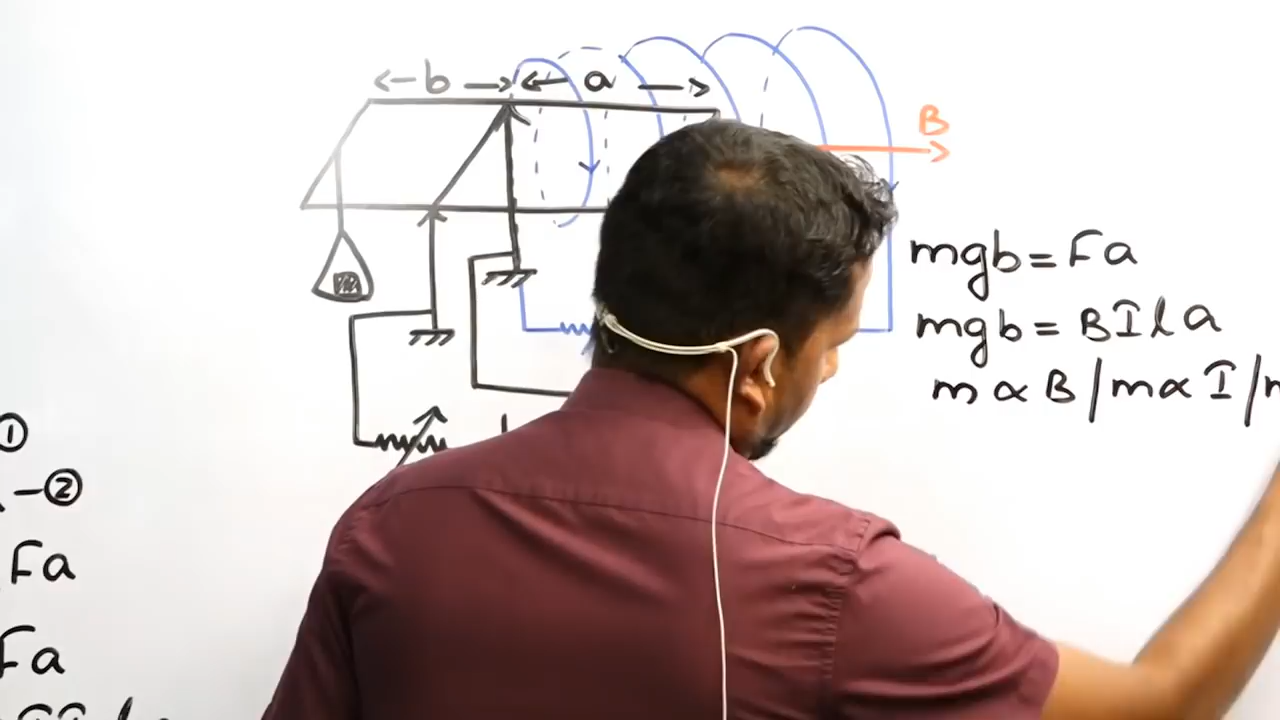 b a
B
mgb = Fa
mgb = BIla
m ∝ B / m ∝ I /
①
- ②
Fa
Fa